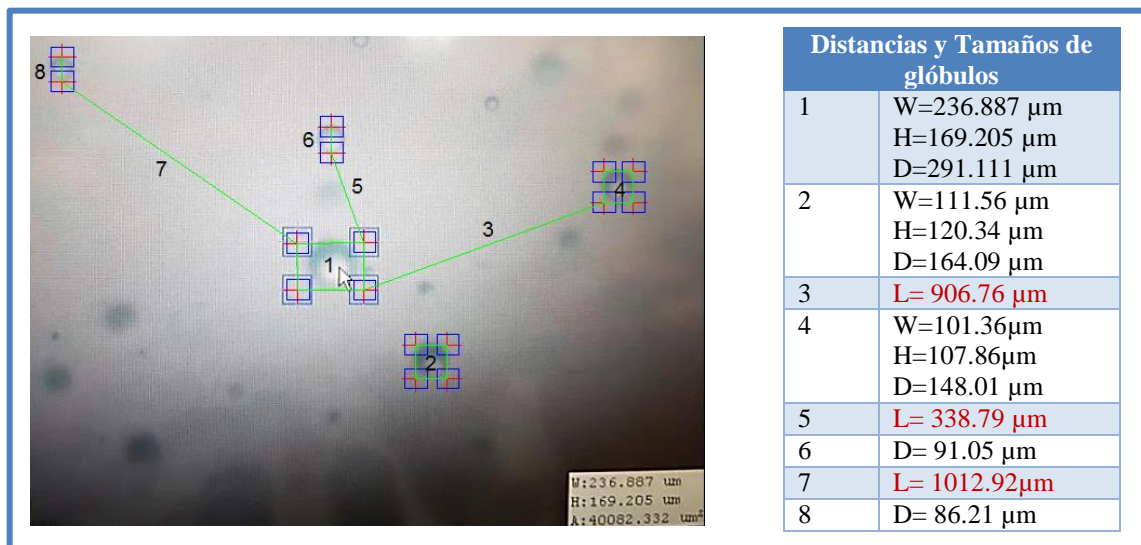 8
6
7
5
4
3
1
2
W:236.887 um
H:169.205 um
A:40082.332 um²
Distancias y Tamaños de
glóbulos
1 W=236.887 µm
H=169.205 µm
D=291.111 µm
2 W=111.56 µm
H=120.34 µm
D=164.09 µm
3 L= 906.76 µm
4 W=101.36µm
H=107.86µm
D=148.01 µm
5 L= 338.79 µm
6 D= 91.05 µm
7 L= 1012.92µm
8 D= 86.21 µm